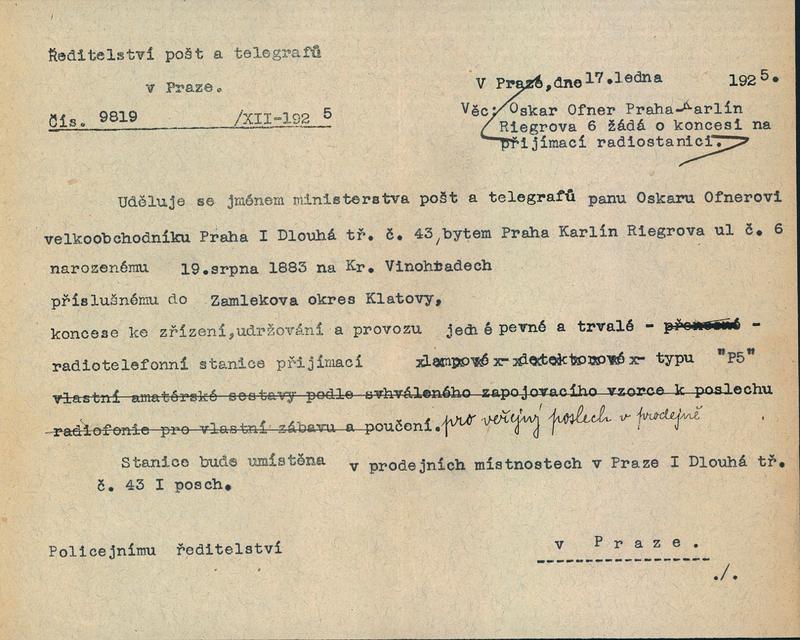 Ředitelství pošt a telegrafů
v Praze.
Čís. 9819 /XII-192 5
V Praze, dne 17. ledna 1925.
Věc: Oskar Ofner Praha-Karlín
Riegrova 6 žádá o koncesi na
přijímací radiostanici.
Uděluje se jménem ministerstva pošt a telegrafů panu Oskaru Ofnerovi
velkoobchodníku Praha I Dlouhá tř. č. 43, bytem Praha Karlín Riegrova ul č. 6
narozenému 19.srpna 1883 na Kr. Vinohradech
příslušnému do Zamlekova okres Klatovy,
koncese ke zřízení,udržování a provozu jedné pevné a trvalé - přenosné -
radiotelefonní stanice přijímací xlampové x- xdetektorovéx x- typu "P5"
vlastní amatérské sestavy podle svhváleného zapojovacího vzorce k poslechu
radiofonie pro vlastní zábavu a poučení. pro veřejný poslech v prodejně
Stanice bude umístěna v prodejních místnostech v Praze I Dlouhá tř.
č. 43 I posch.
Policejnímu ředitelství
v Praze.
./.